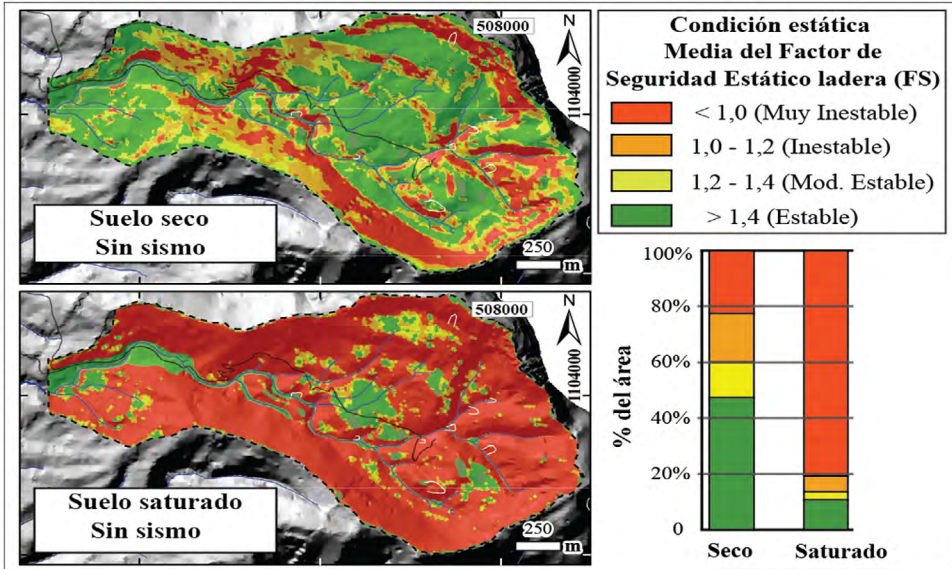 508000
N
1104000
Suelo seco
Sin sismo
250
m
508000
N
1104000
Suelo saturado
Sin sismo
250
m
Condición estática
Media del Factor de
Seguridad Estático ladera (FS)
< 1,0 (Muy Inestable)
1,0 - 1,2 (Inestable)
1,2 - 1,4 (Mod. Estable)
> 1,4 (Estable)
100%
80%
60%
40%
20%
0
% del área
Seco
Saturado